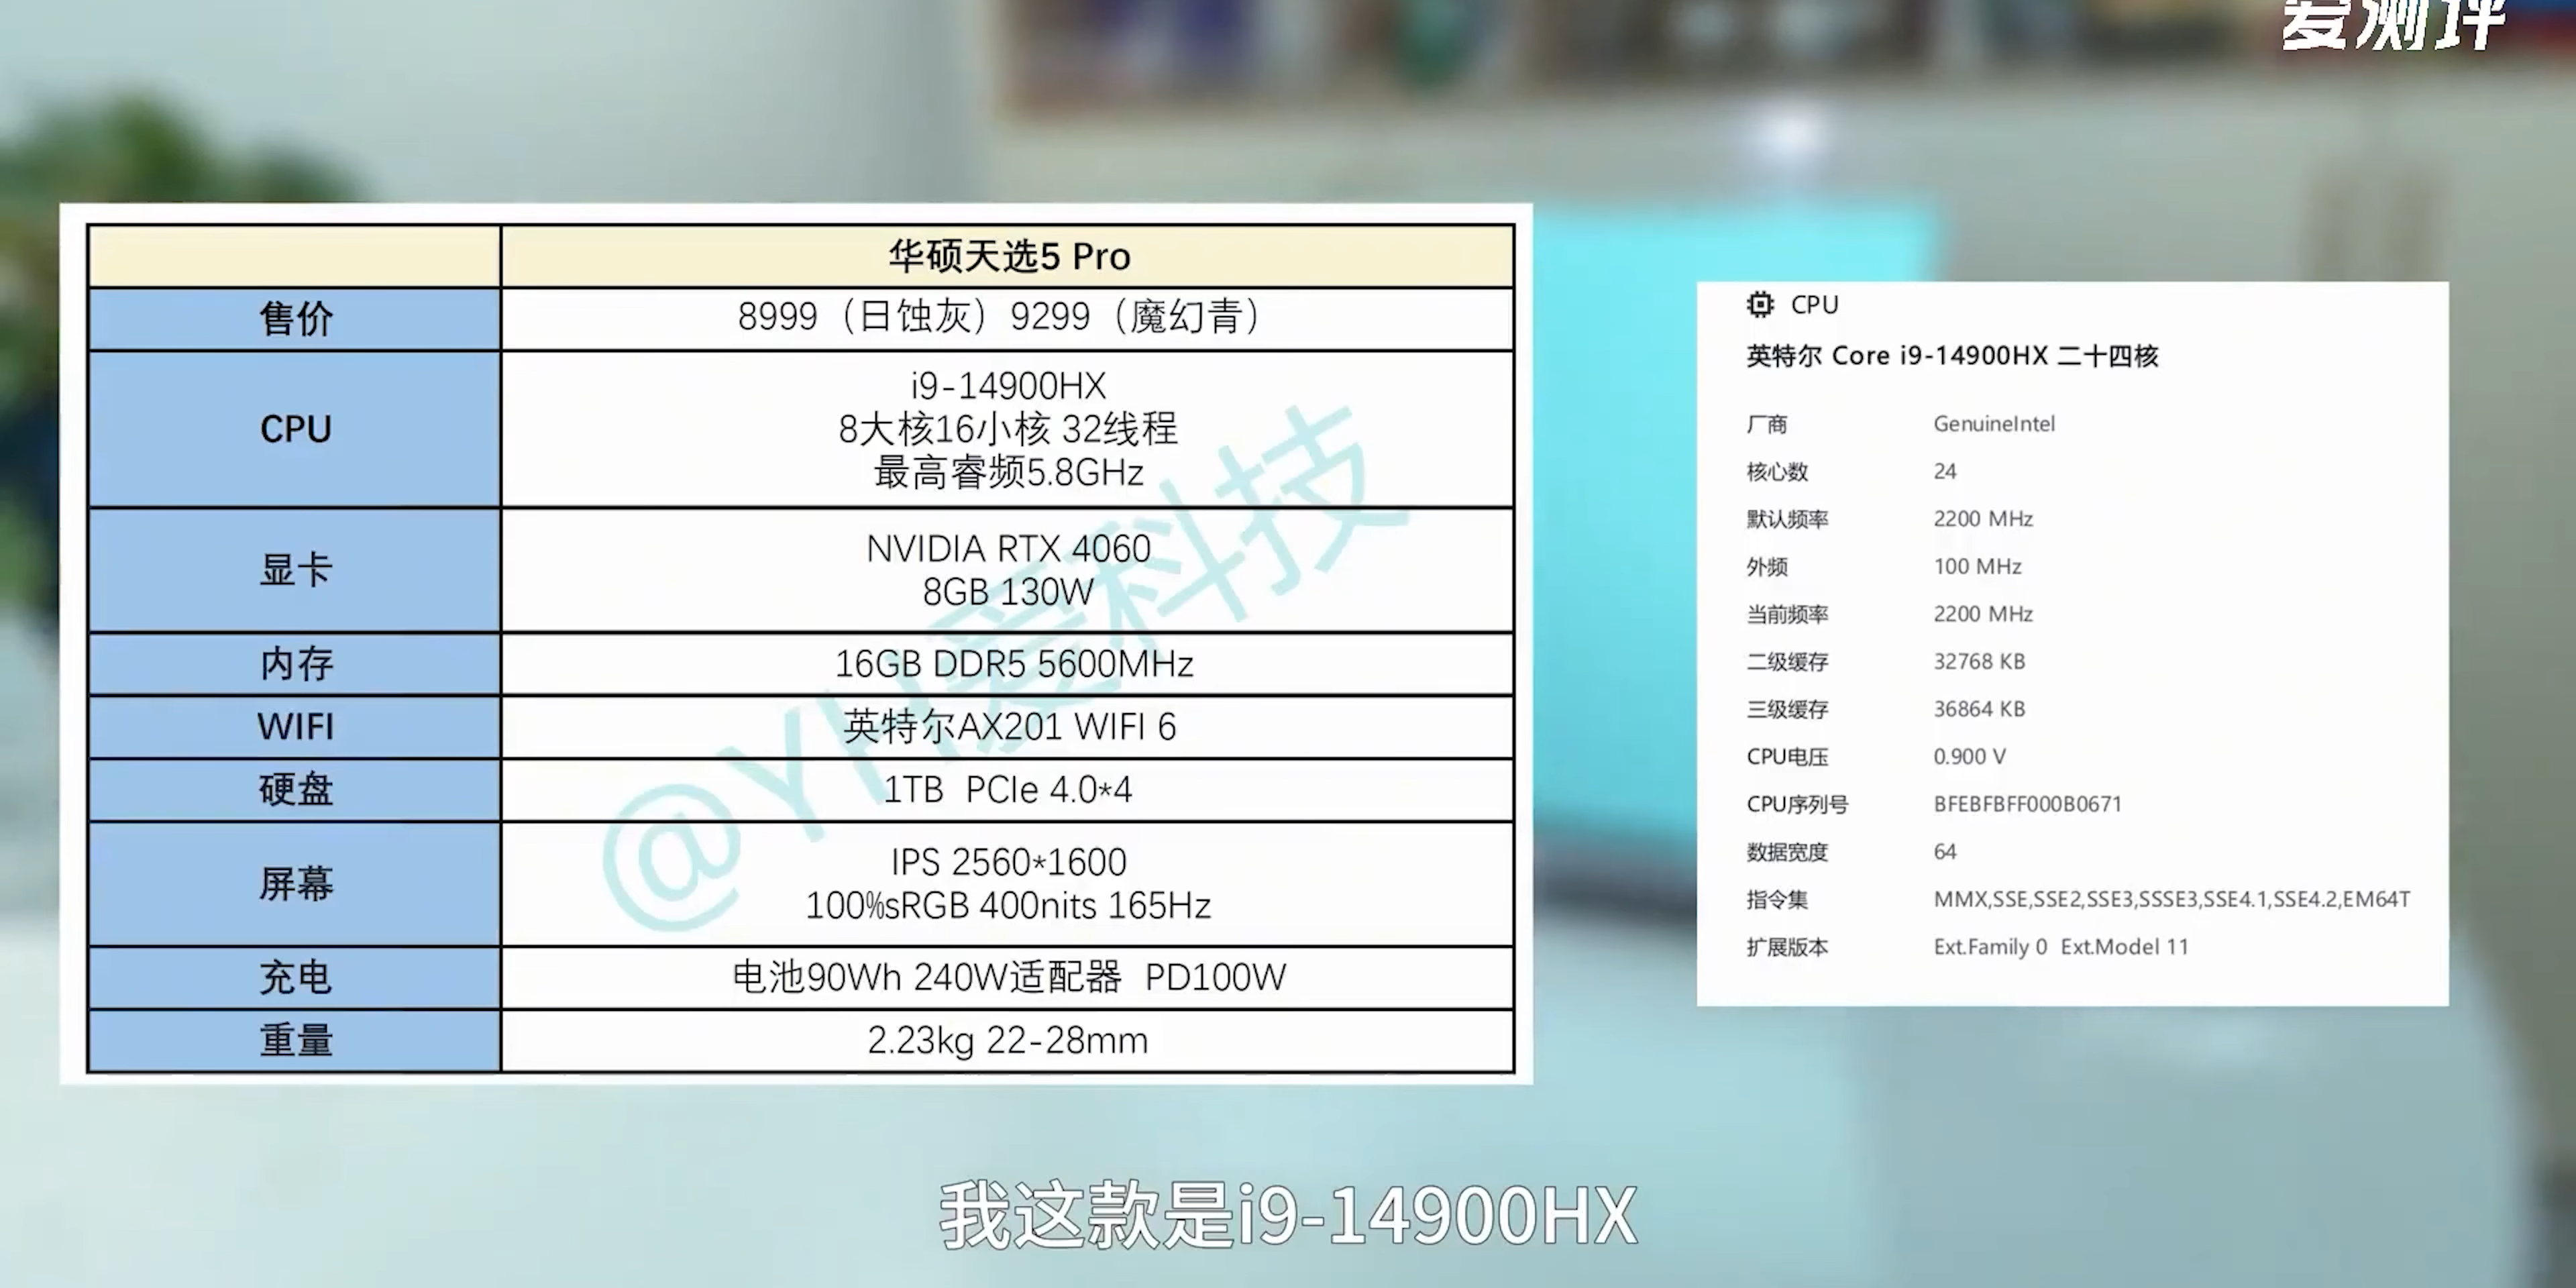 爱测评
华硕天选5 Pro
售价 8999（日蚀灰）9299（魔幻青）
CPU
i9-14900HX
8大核16小核 32线程
最高睿频5.8GHz
显卡
NVIDIA RTX 4060
8GB 130W
内存 16GB DDR5 5600MHz
WIFI 英特尔AX201 WIFI 6
硬盘 1TB PCIe 4.0*4
屏幕
IPS 2560*1600
100%sRGB 400nits 165Hz
充电 电池90Wh 240W适配器 PD100W
重量 2.23kg 22-28mm
@YH爱科技
CPU
英特尔 Core i9-14900HX 二十四核
厂商 GenuineIntel
核心数 24
默认频率 2200 MHz
外频 100 MHz
当前频率 2200 MHz
二级缓存 32768 KB
三级缓存 36864 KB
CPU电压 0.900 V
CPU序列号 BFEBFBFF000B0671
数据宽度 64
指令集 MMX,SSE,SSE2,SSE3,SSSE3,SSE4.1,SSE4.2,EM64T
扩展版本 Ext.Family 0 Ext.Model 11
我这款是i9-14900HX